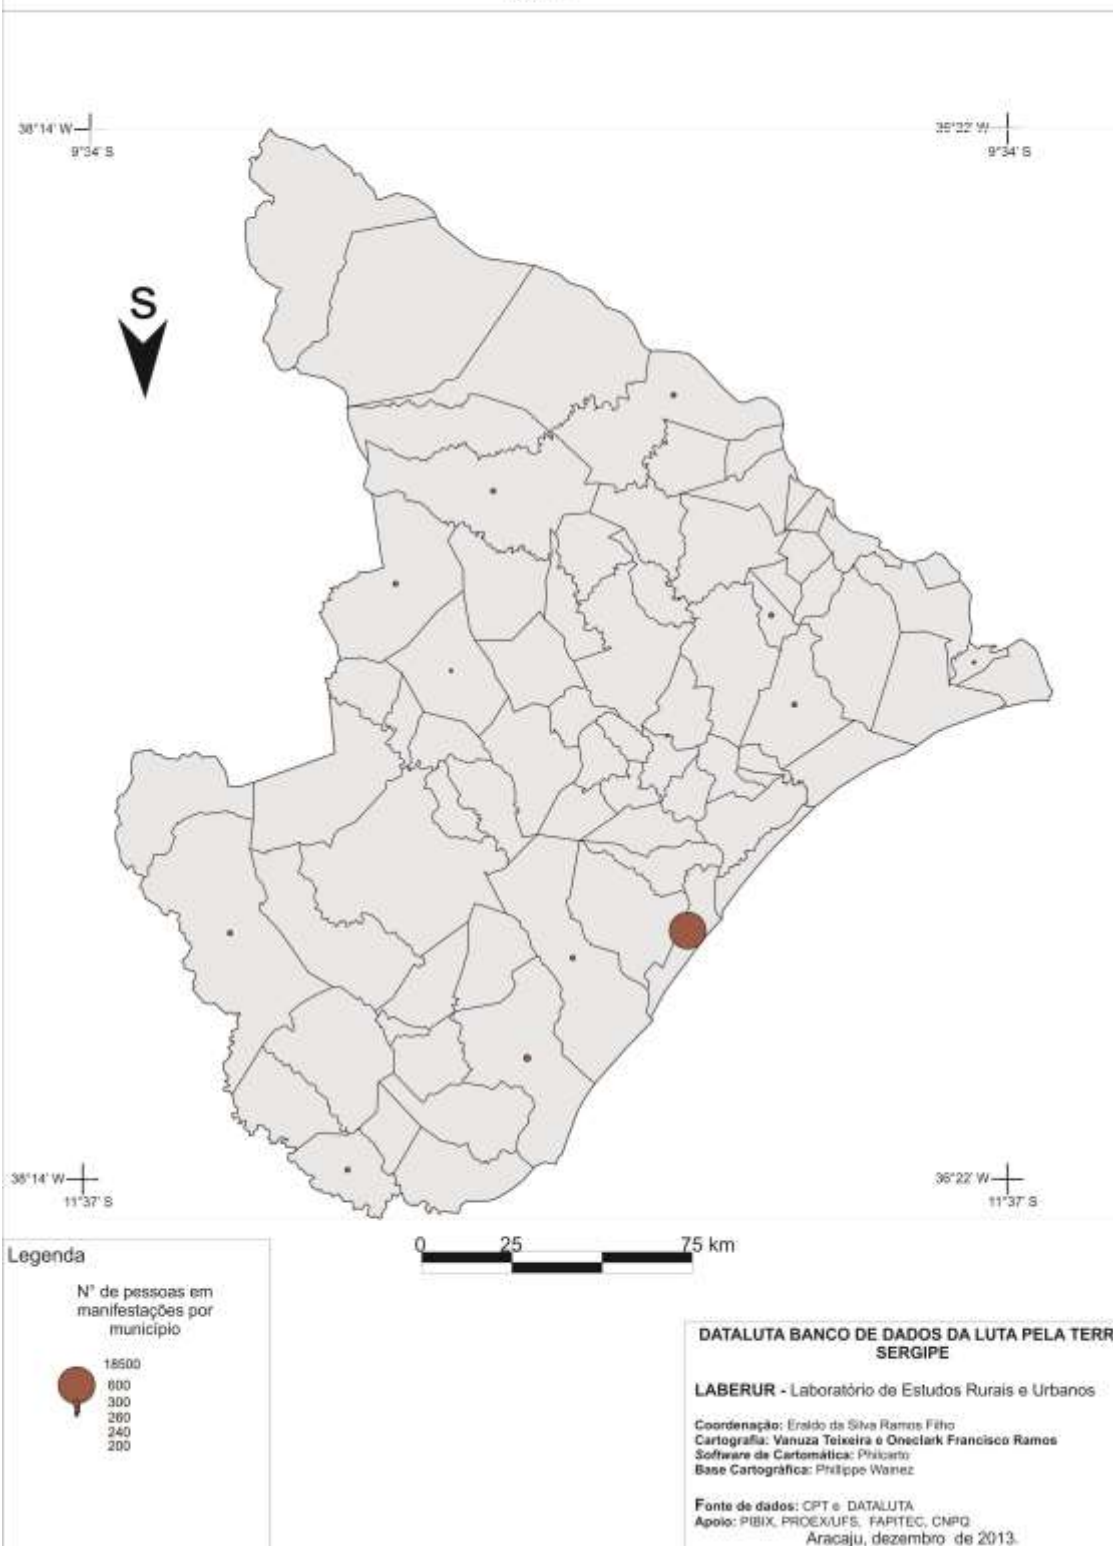 38°14' W
9°34' S
36°22' W
9°34' S
S
38°14' W
11°37' S
36°22' W
11°37' S
0 25 75 km
Legenda
N° de pessoas em
manifestações por
município
18500
600
300
260
240
200
DATALUTA BANCO DE DADOS DA LUTA PELA TERR
SERGIPE
LABERUR - Laboratório de Estudos Rurais e Urbanos
Coordenação: Eraldo da Silva Ramos Filho
Cartografia: Vanuza Teixeira e Oneclark Francisco Ramos
Software de Cartomática: Philcarto
Base Cartográfica: Phillippe Waniez
Fonte de dados: CPT e DATALUTA
Apoio: PIBIX, PROEX/UFS, FAPITEC, CNPQ
Aracaju, dezembro de 2013.